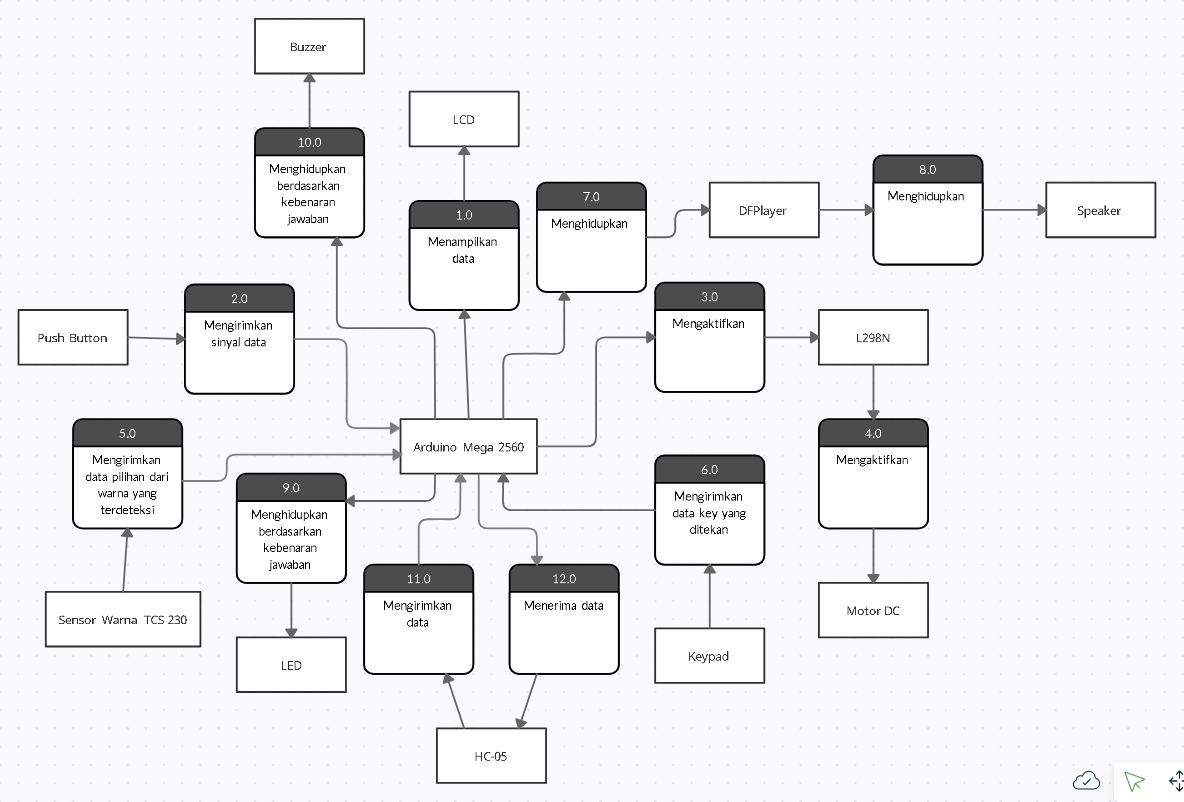 Buzzer
LCD
10.0
Menghidupkan
berdasarkan
kebenaran
jawaban
8.0
Menghidupkan
7.0
Menghidupkan
DFPlayer
Speaker
1.0
Menampilkan
data
2.0
Mengirimkan
sinyal data
3.0
Mengaktifkan
Push Button
L298N
5.0
Mengirimkan
data pilihan dari
warna yang
terdeteksi
Arduino Mega 2560
4.0
Mengaktifkan
9.0
Menghidupkan
berdasarkan
kebenaran
jawaban
6.0
Mengirimkan
data key yang
ditekan
11.0
Mengirimkan
data
12.0
Menerima data
Sensor Warna TCS 230
Motor DC
LED
Keypad
HC-05